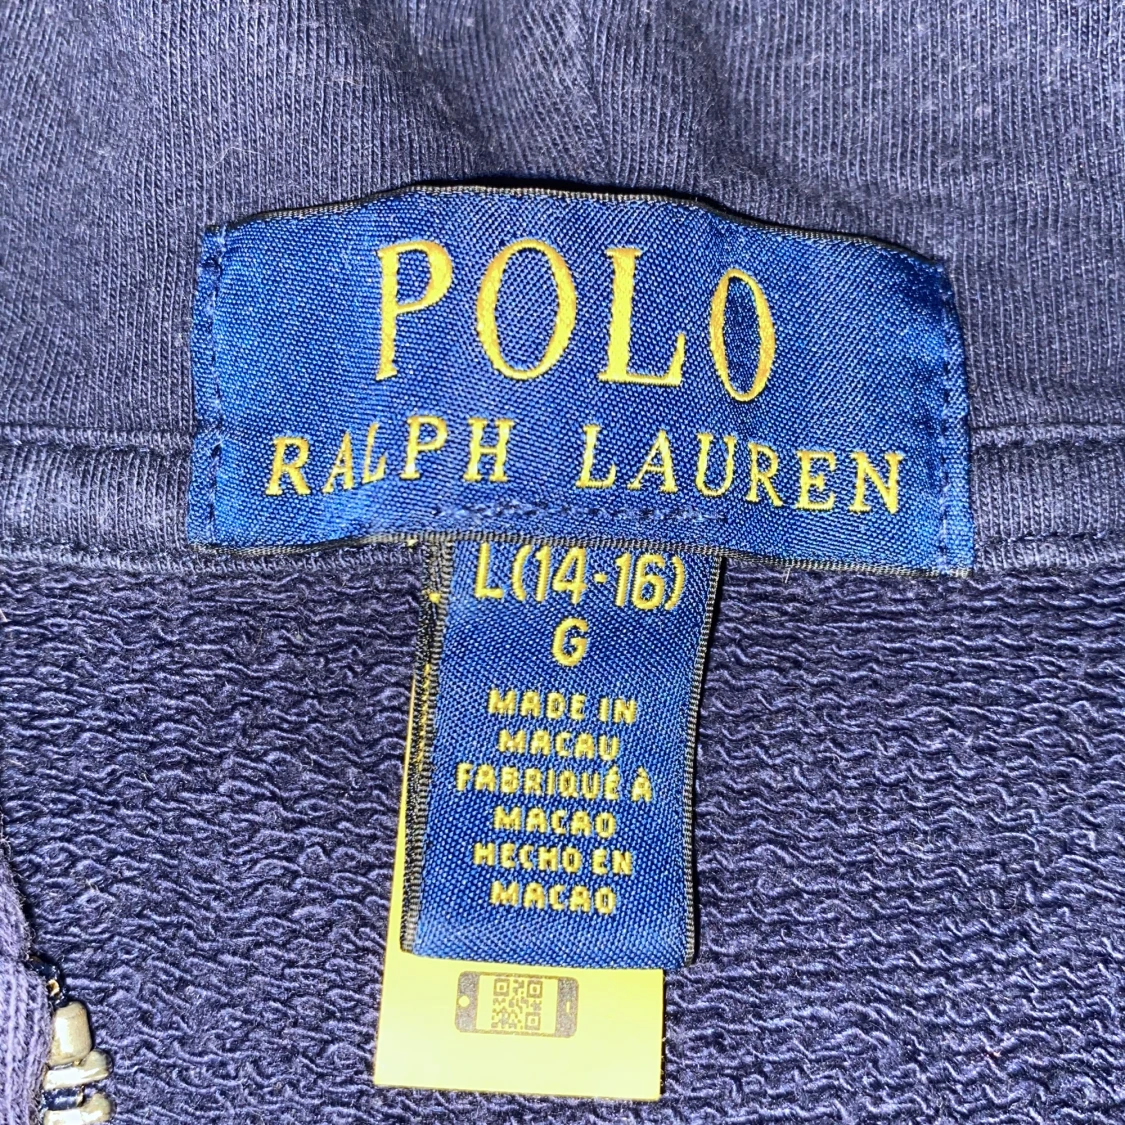 POLO
RALPH LAUREN
L(14-16)
G
MADE IN
MACAU
FABRIQUÉ À
MACAO
HECHO EN
MACAO